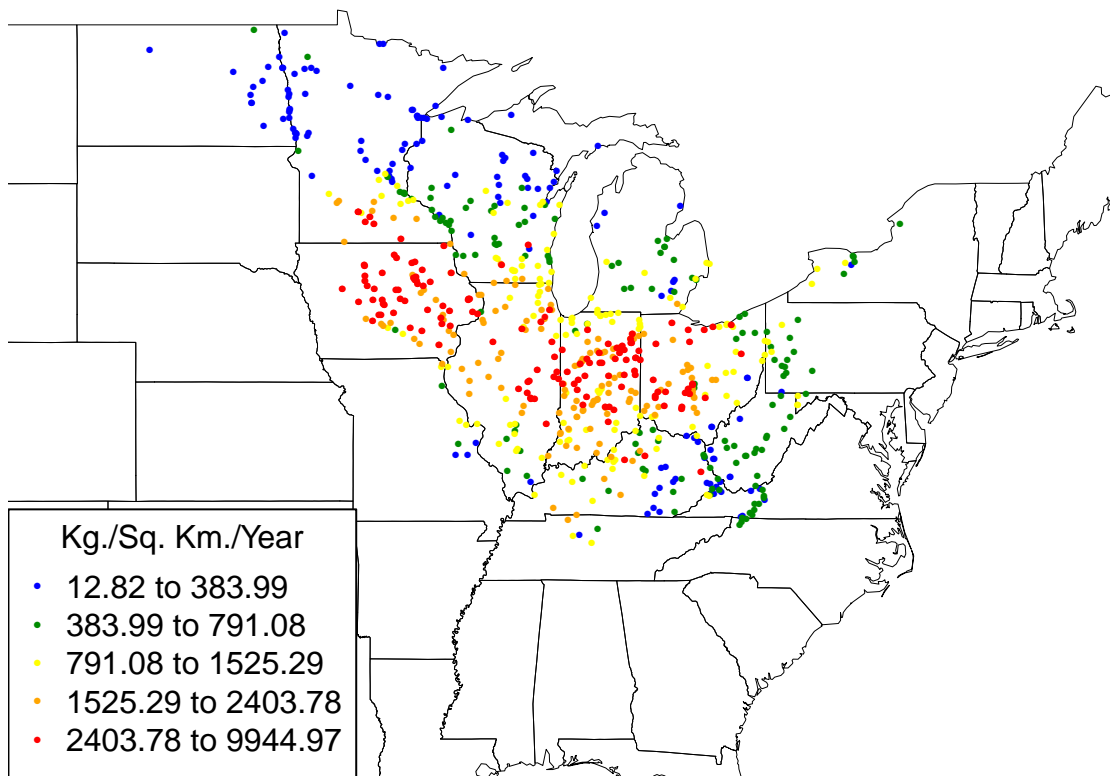 Kg./Sq. Km./Year
12.82 to 383.99
383.99 to 791.08
791.08 to 1525.29
1525.29 to 2403.78
2403.78 to 9944.97